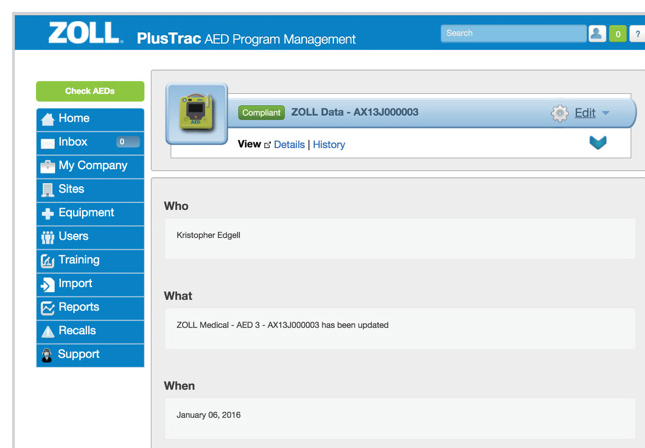 ZOLL. PlusTrac AED Program Management
Search
0
?
Check AEDs
Home
Inbox 0
My Company
Sites
Equipment
Users
Training
Import
Reports
Recalls
Support
AED
Compliant ZOLL Data - AX13J000003
Edit
View Details | History
Who
Kristopher Edgell
What
ZOLL Medical - AED 3 - AX13J000003 has been updated
When
January 06, 2016